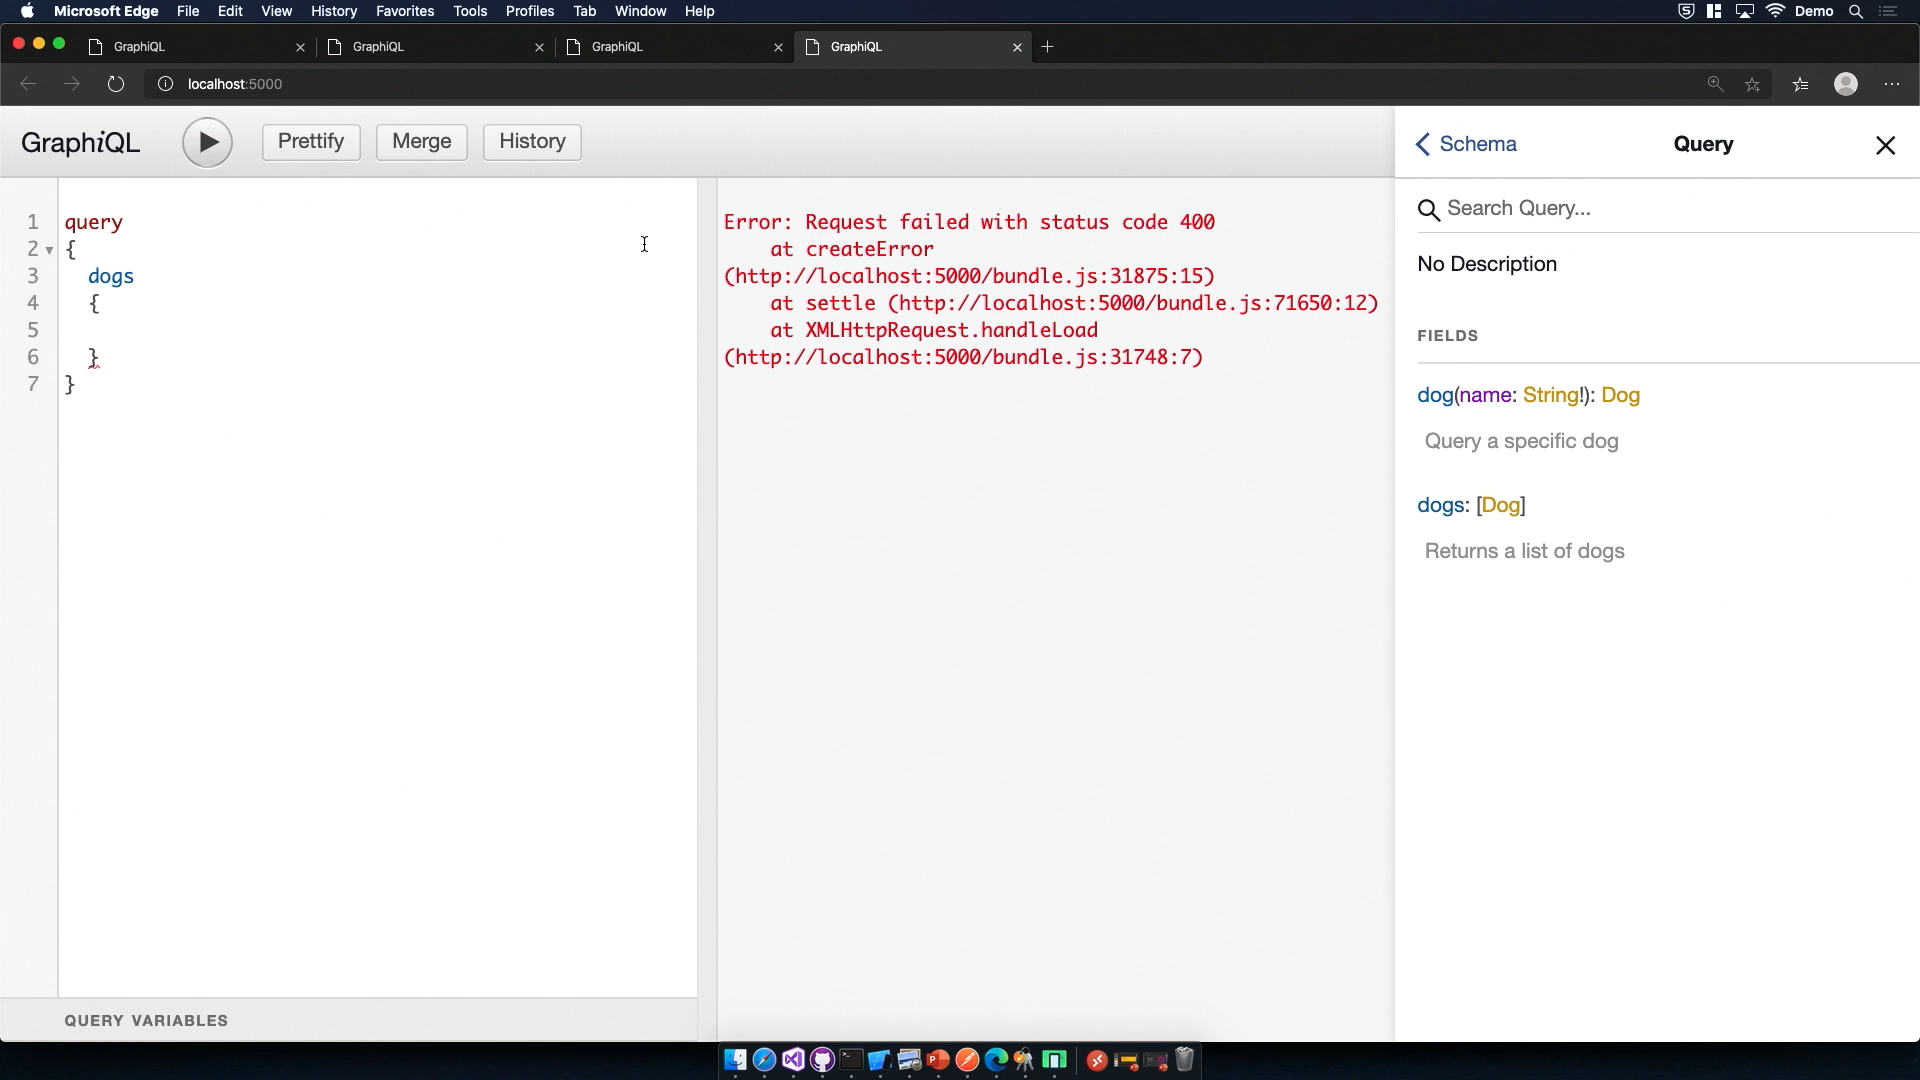 Microsoft Edge File Edit View History Favorites Tools Profiles Tab Window Help Demo
GraphiQL GraphiQL GraphiQL GraphiQL
localhost:5000
GraphiQL Prettify Merge History
1 query
2 {
3 dogs
4 {
5
6 }
7 }
QUERY VARIABLES
Error: Request failed with status code 400
at createError
(http://localhost:5000/bundle.js:31875:15)
at settle (http://localhost:5000/bundle.js:71650:12)
at XMLHttpRequest.handleLoad
(http://localhost:5000/bundle.js:31748:7)
Schema Query
Search Query...
No Description
FIELDS
dog(name: String!): Dog
Query a specific dog
dogs: [Dog]
Returns a list of dogs